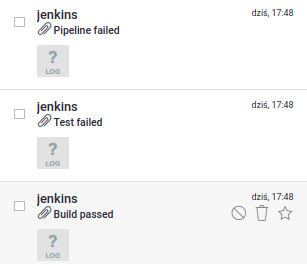 jenkins
dziś, 17:48
Pipeline failed
?
LOG
jenkins
dziś, 17:48
Test failed
?
LOG
jenkins
dziś, 17:48
Build passed
?
LOG